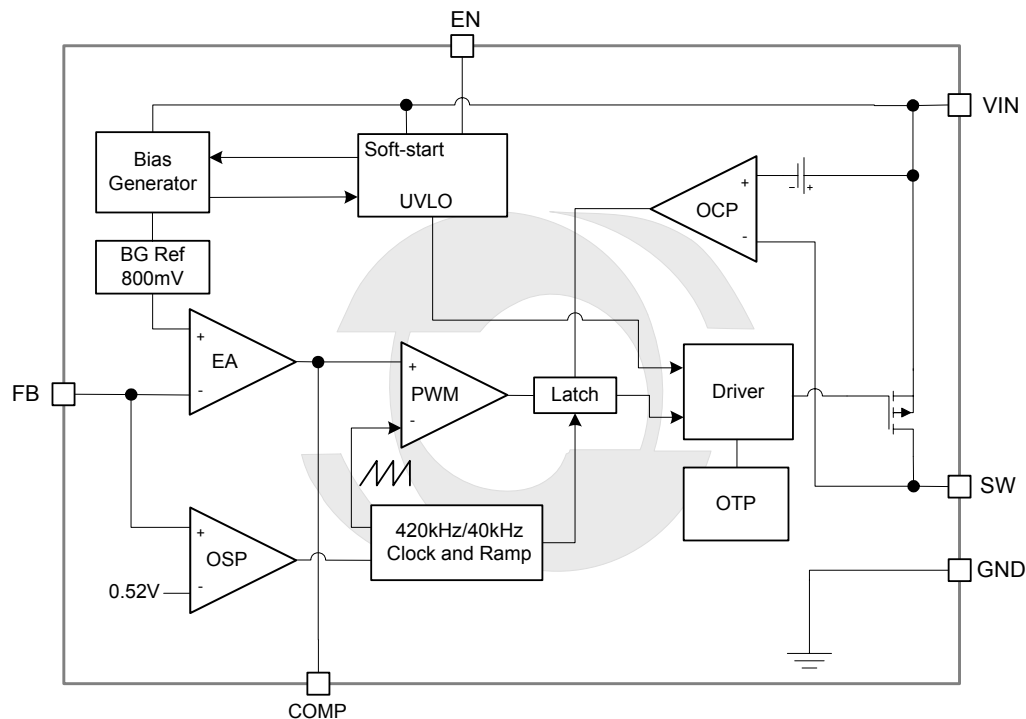 EN
VIN
Soft-start
UVLO
Bias
Generator
BG Ref
800mV
+
OCP
-
- +
+
EA
-
FB
+
PWM
-
Latch
Driver
OTP
SW
420kHz/40kHz
Clock and Ramp
+
OSP
-
0.52V
GND
COMP